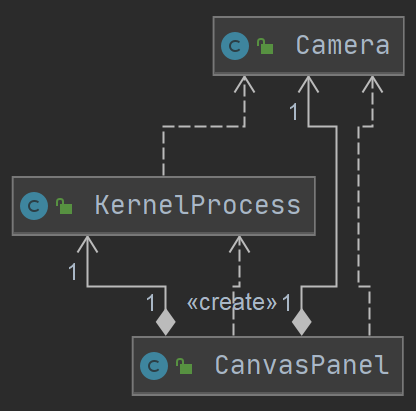 C Camera
1
C KernelProcess
1
1 «create» 1
C CanvasPanel